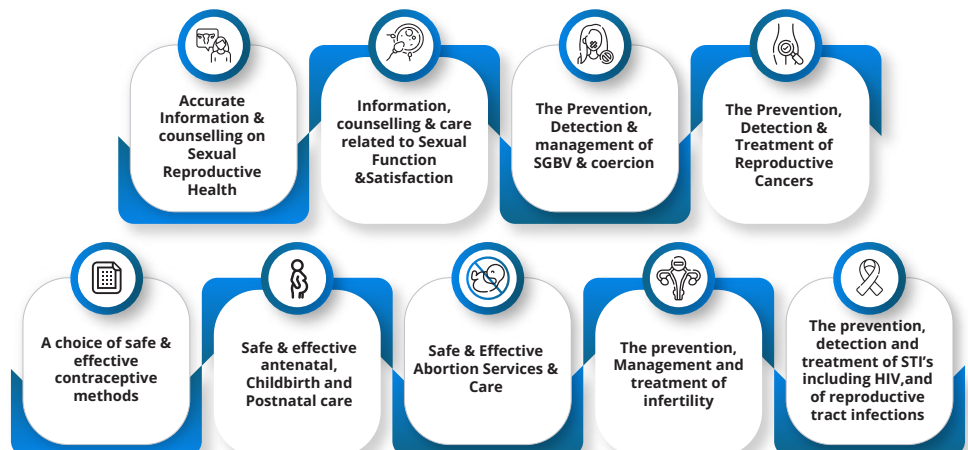 Accurate
Information &
counselling on
Sexual
Reproductive
Health
Information,
counselling & care
related to Sexual
Function
&Satisfaction
The Prevention,
Detection &
management of
SGBV & coercion
The Prevention,
Detection &
Treatment of
Reproductive
Cancers
A choice of safe &
effective
contraceptive
methods
Safe & effective
antenatal,
Childbirth and
Postnatal care
Safe & Effective
Abortion Services &
Care
The prevention,
Management and
treatment of
infertility
The prevention,
detection and
treatment of STI’s
including HIV,and
of reproductive
tract infections